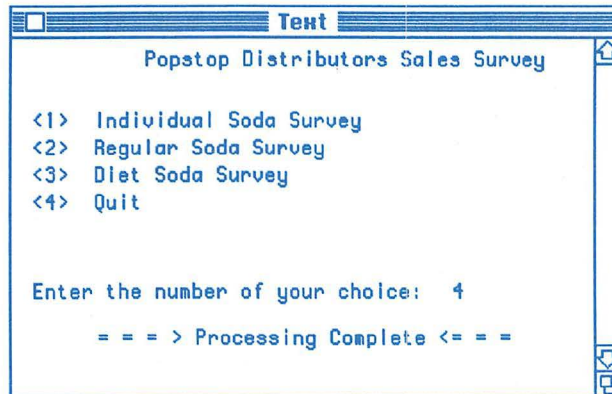 Text
Popstop Distributors Sales Survey
<1> Individual Soda Survey
<2> Regular Soda Survey
<3> Diet Soda Survey
<4> Quit
Enter the number of your choice: 4
= = = > Processing Complete <= = =